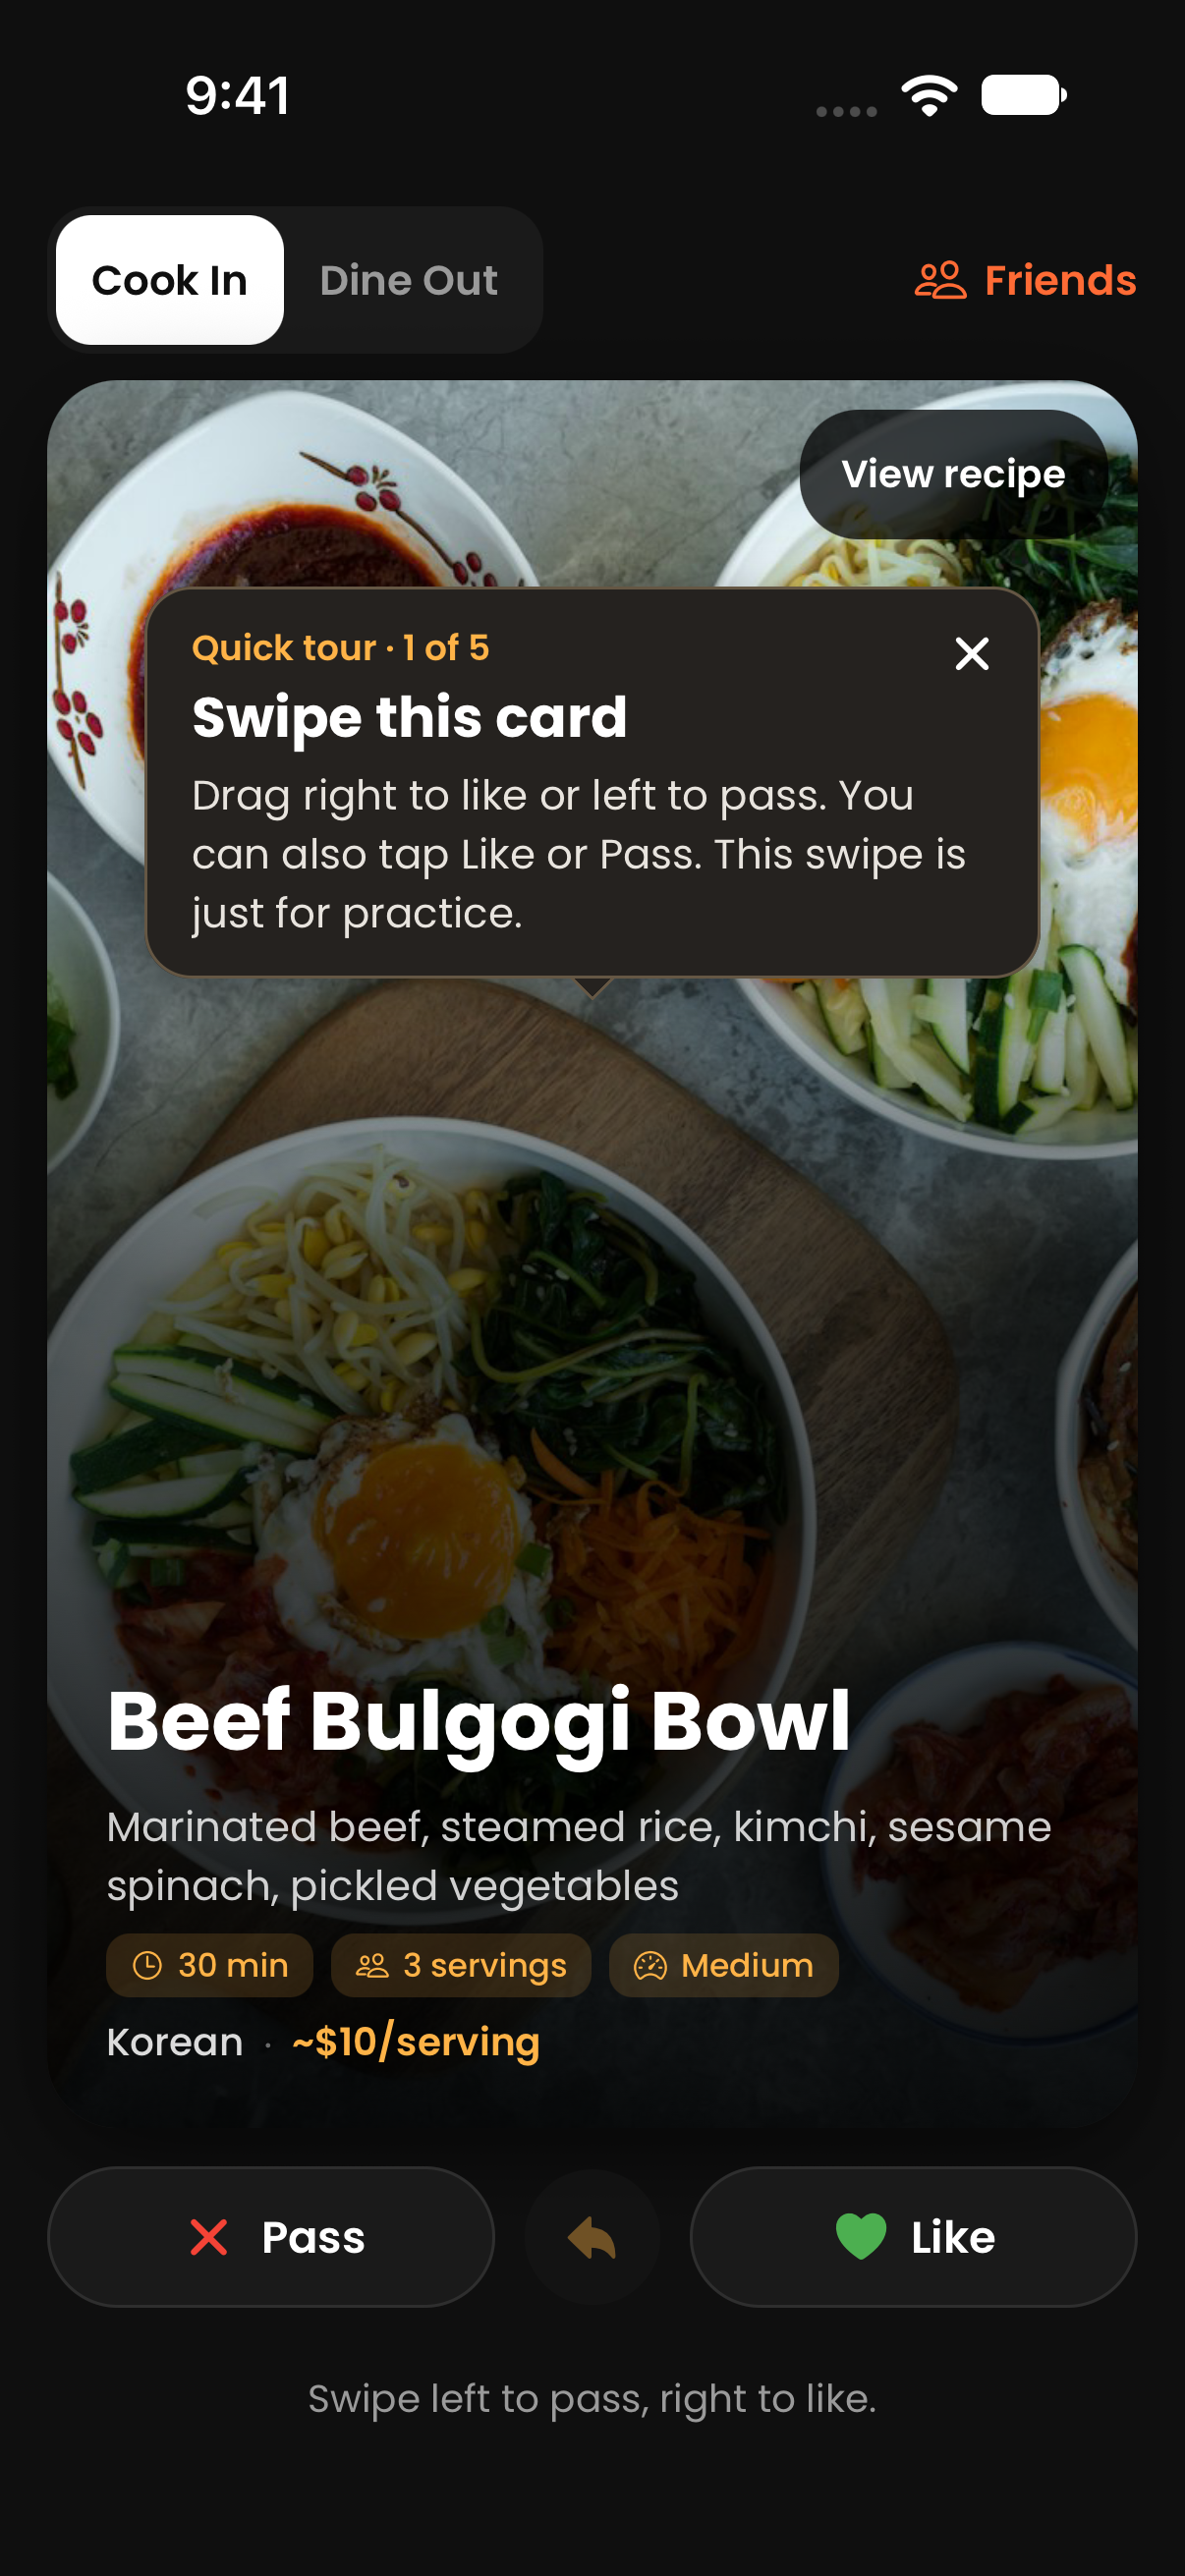 9:41
Cook In
Dine Out
Friends
View recipe
Quick tour · 1 of 5
Swipe this card
Drag right to like or left to pass. You
can also tap Like or Pass. This swipe is
just for practice.
Beef Bulgogi Bowl
Marinated beef, steamed rice, kimchi, sesame
spinach, pickled vegetables
30 min
3 servings
Medium
Korean · ~$10/serving
Pass
Like
Swipe left to pass, right to like.